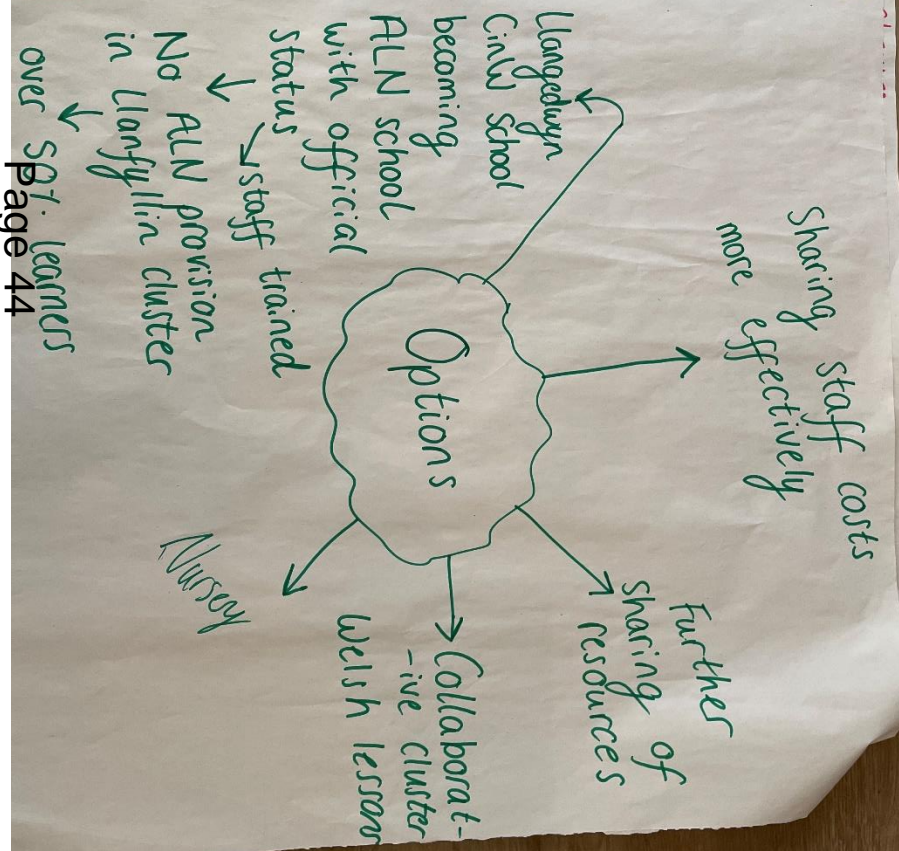 Options
Llangedwyn
CinW School
becoming
ALN school
with official
status
staff trained
No ALN provision
in Llanfyllin cluster
over 50%. learners
Sharing staff costs
more effectively
Further
sharing of
resources
Collaborat-
-ive cluster
Welsh lessons
Nursery
Page 44